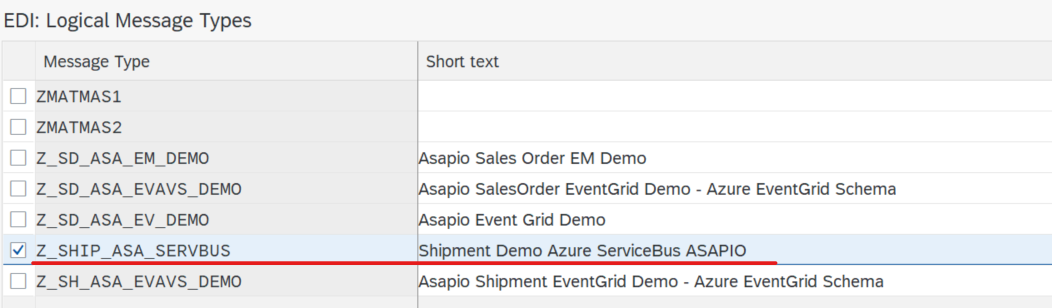 EDI: Logical Message Types
Message Type Short text
ZMATMAS1
ZMATMAS2
Z_SD_ASA_EM_DEMO Asapio Sales Order EM Demo
Z_SD_ASA_EVAVS_DEMO Asapio SalesOrder EventGrid Demo - Azure EventGrid Schema
Z_SD_ASA_EV_DEMO Asapio Event Grid Demo
Z_SHIP_ASA_SERVBUS Shipment Demo Azure ServiceBus ASAPIO
Z_SH_ASA_EVAVS_DEMO Asapio Shipment EventGrid Demo - Azure EventGrid Schema